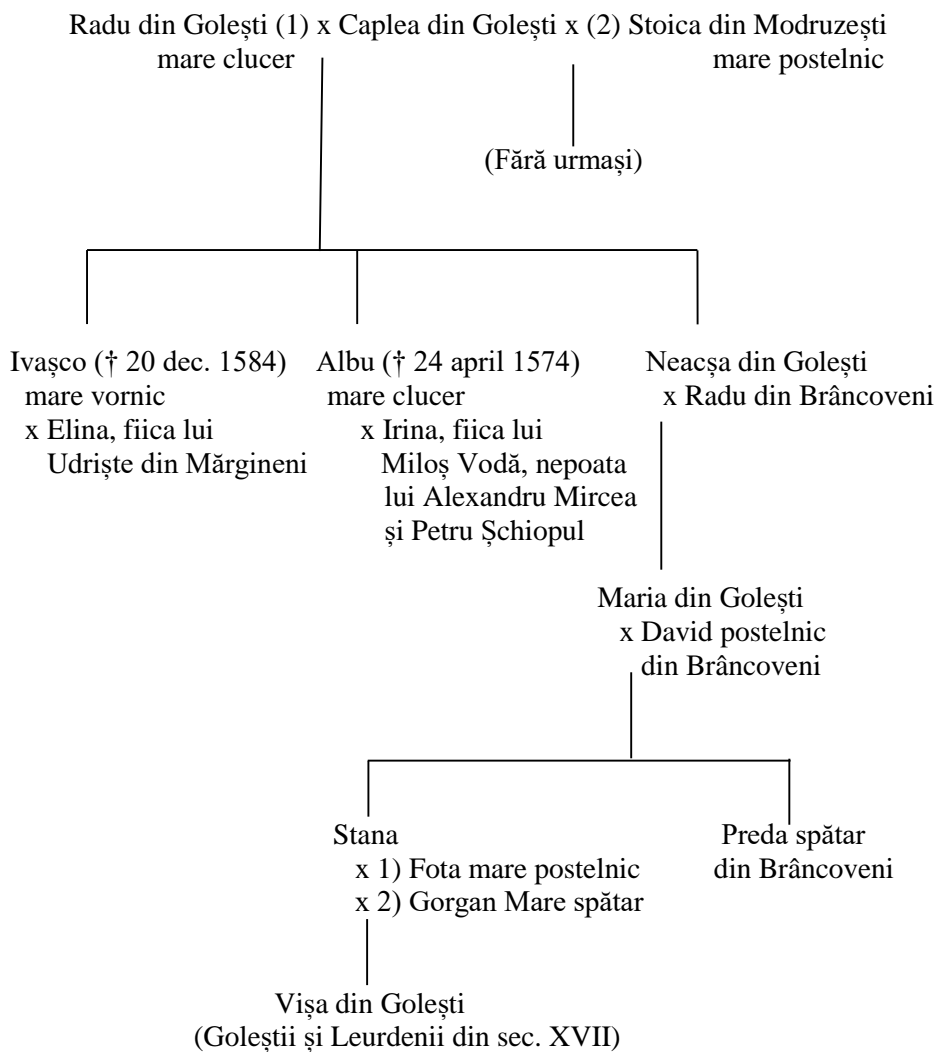 Radu din Golești (1) x Caplea din Golești x (2) Stoica din Modruzești
mare clucer mare postelnic
(Fără urmași)
Ivașco († 20 dec. 1584)
mare vornic
x Elina, fiica lui
Udriște din Mărgineni
Albu († 24 april 1574)
mare clucer
x Irina, fiica lui
Miloș Vodă, nepoata
lui Alexandru Mircea
și Petru Șchiopul
Neacșa din Golești
x Radu din Brâncoveni
Maria din Golești
x David postelnic
din Brâncoveni
Stana
x 1) Fota mare postelnic
x 2) Gorgan Mare spătar
Preda spătar
din Brâncoveni
Vișa din Golești
(Goleștii și Leurdenii din sec. XVII)